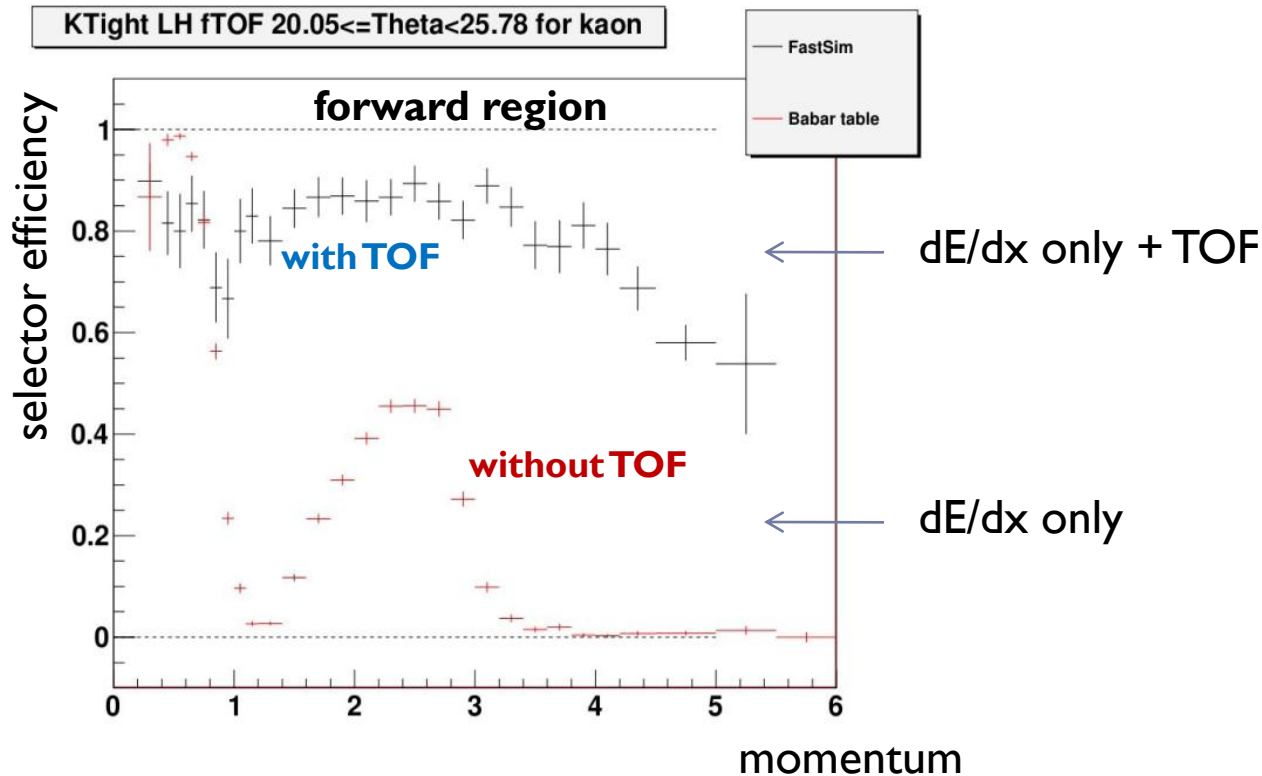 KTight LH fTOF 20.05<=Theta<25.78 for kaon
FastSim
Babar table
forward region
selector efficiency
1
0.8
0.6
0.4
0.2
0
with TOF
without TOF
dE/dx only + TOF
dE/dx only
0 1 2 3 4 5 6
momentum